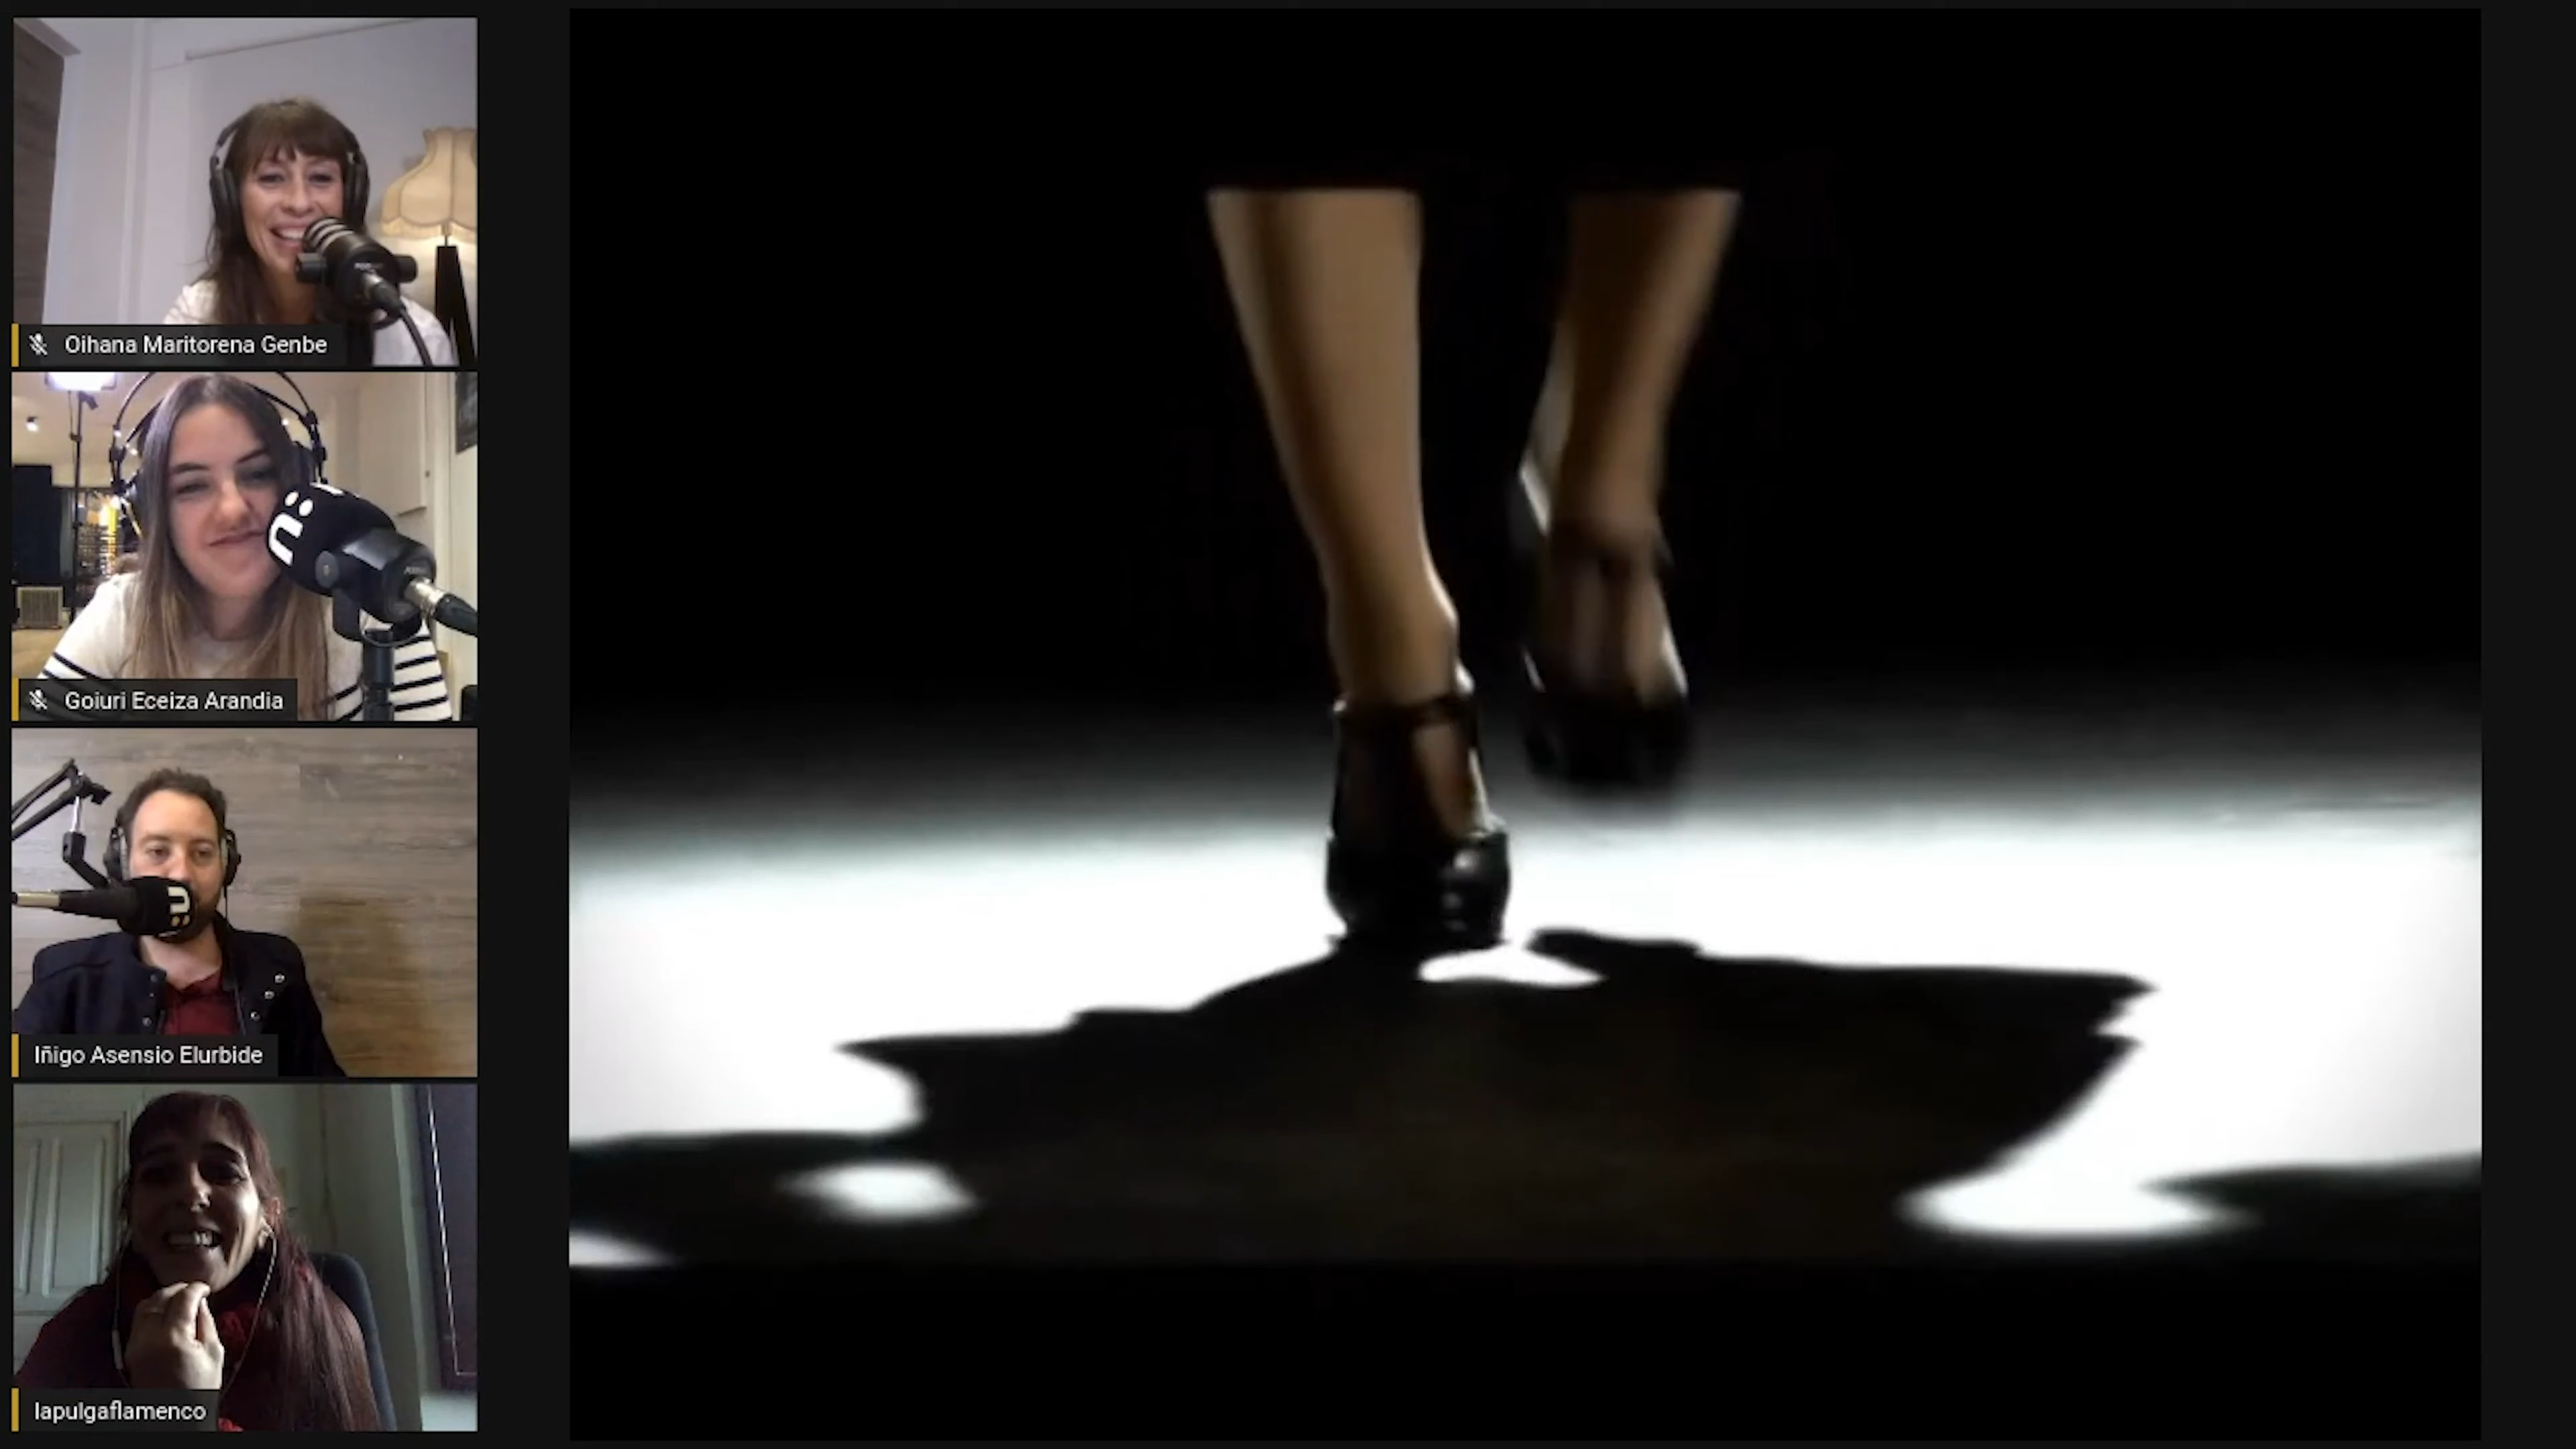 Oihana Maritorena Genbe
Goiuri Eceiza Arandia
Iñigo Asensio Elurbide
lapulgaflamenco